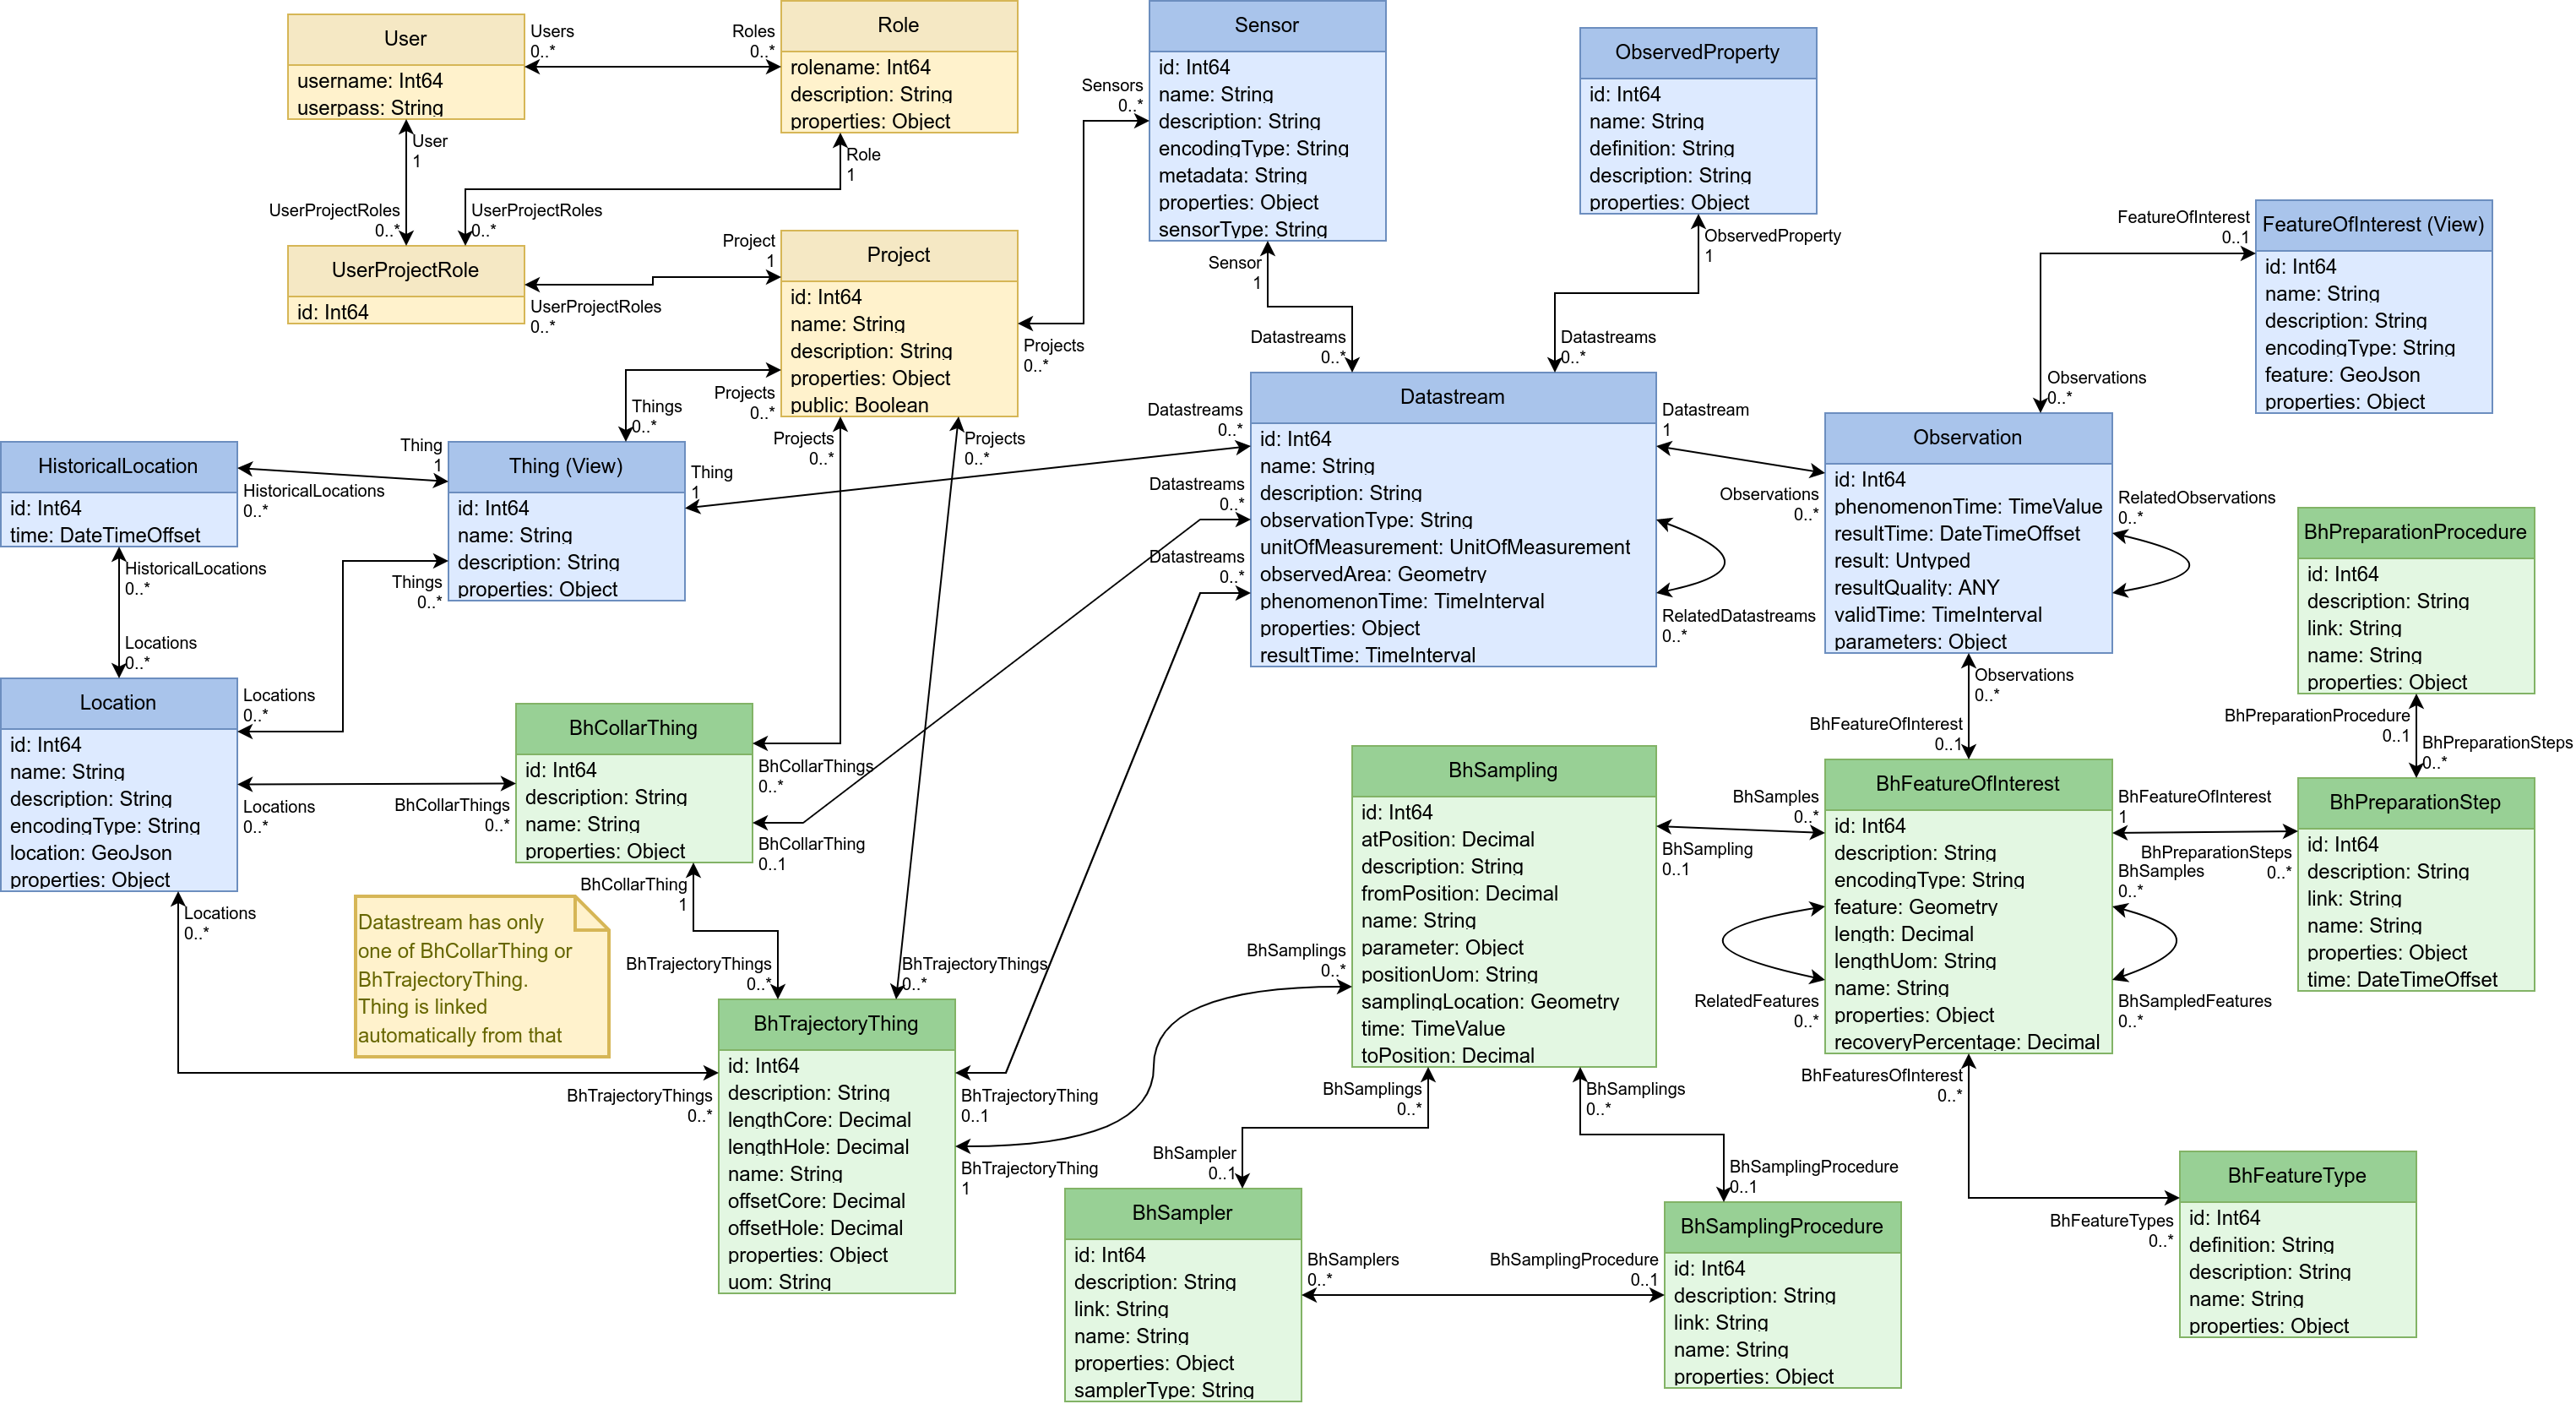 User
username: Int64
userpass: String
Users
0..*
Roles
0..*
Role
rolename: Int64
description: String
properties: Object
User
1
UserProjectRoles
0..*
Role
1
UserProjectRoles
0..*
UserProjectRole
id: Int64
UserProjectRoles
0..*
Project
1
Project
id: Int64
name: String
description: String
properties: Object
public: Boolean
Sensors
0..*
Projects
0..*
Sensor
id: Int64
name: String
description: String
encodingType: String
metadata: String
properties: Object
sensorType: String
Sensor
1
Datastreams
0..*
ObservedProperty
id: Int64
name: String
definition: String
description: String
properties: Object
ObservedProperty
1
Datastreams
0..*
FeatureOfInterest
0..1
FeatureOfInterest (View)
id: Int64
name: String
description: String
encodingType: String
feature: GeoJson
properties: Object
Observations
0..*
Projects
0..*
Things
0..*
Projects
0..*
Projects
0..*
HistoricalLocation
id: Int64
time: DateTimeOffset
Thing
1
HistoricalLocations
0..*
Thing (View)
id: Int64
name: String
description: String
properties: Object
Thing
1
Datastreams
0..*
Datastreams
0..*
Datastreams
0..*
Datastream
id: Int64
name: String
description: String
observationType: String
unitOfMeasurement: UnitOfMeasurement
observedArea: Geometry
phenomenonTime: TimeInterval
properties: Object
resultTime: TimeInterval
Datastream
1
Observations
0..*
RelatedDatastreams
0..*
Observation
id: Int64
phenomenonTime: TimeValue
resultTime: DateTimeOffset
result: Untyped
resultQuality: ANY
validTime: TimeInterval
parameters: Object
RelatedObservations
0..*
BhPreparationProcedure
id: Int64
description: String
link: String
name: String
properties: Object
HistoricalLocations
0..*
Locations
0..*
Things
0..*
Locations
0..*
Location
id: Int64
name: String
description: String
encodingType: String
location: GeoJson
properties: Object
Locations
0..*
BhCollarThings
0..*
BhCollarThing
id: Int64
description: String
name: String
properties: Object
BhCollarThings
0..*
BhCollarThing
0..1
BhCollarThing
1
Locations
0..*
Datastream has only
one of BhCollarThing or
BhTrajectoryThing.
Thing is linked
automatically from that
BhTrajectoryThings
0..*
BhTrajectoryThings
0..*
BhTrajectoryThings
0..*
BhTrajectoryThing
id: Int64
description: String
lengthCore: Decimal
lengthHole: Decimal
name: String
offsetCore: Decimal
offsetHole: Decimal
properties: Object
uom: String
BhTrajectoryThing
0..1
BhTrajectoryThing
1
BhSamplings
0..*
BhSampling
id: Int64
atPosition: Decimal
description: String
fromPosition: Decimal
name: String
parameter: Object
positionUom: String
samplingLocation: Geometry
time: TimeValue
toPosition: Decimal
Observations
0..*
BhFeatureOfInterest
0..1
BhSamples
0..*
BhSampling
0..1
BhFeatureOfInterest
id: Int64
description: String
encodingType: String
feature: Geometry
length: Decimal
lengthUom: String
name: String
properties: Object
recoveryPercentage: Decimal
RelatedFeatures
0..*
BhFeatureOfInterest
1
BhPreparationSteps
0..*
BhSamples
0..*
BhSampledFeatures
0..*
BhPreparationProcedure
0..1
BhPreparationSteps
0..*
BhPreparationStep
id: Int64
description: String
link: String
name: String
properties: Object
time: DateTimeOffset
BhSamplings
0..*
BhSamplings
0..*
BhFeaturesOfInterest
0..*
BhSampler
0..1
BhSampler
id: Int64
description: String
link: String
name: String
properties: Object
samplerType: String
BhSamplers
0..*
BhSamplingProcedure
0..1
BhSamplingProcedure
0..1
BhSamplingProcedure
id: Int64
description: String
link: String
name: String
properties: Object
BhFeatureTypes
0..*
BhFeatureType
id: Int64
definition: String
description: String
name: String
properties: Object